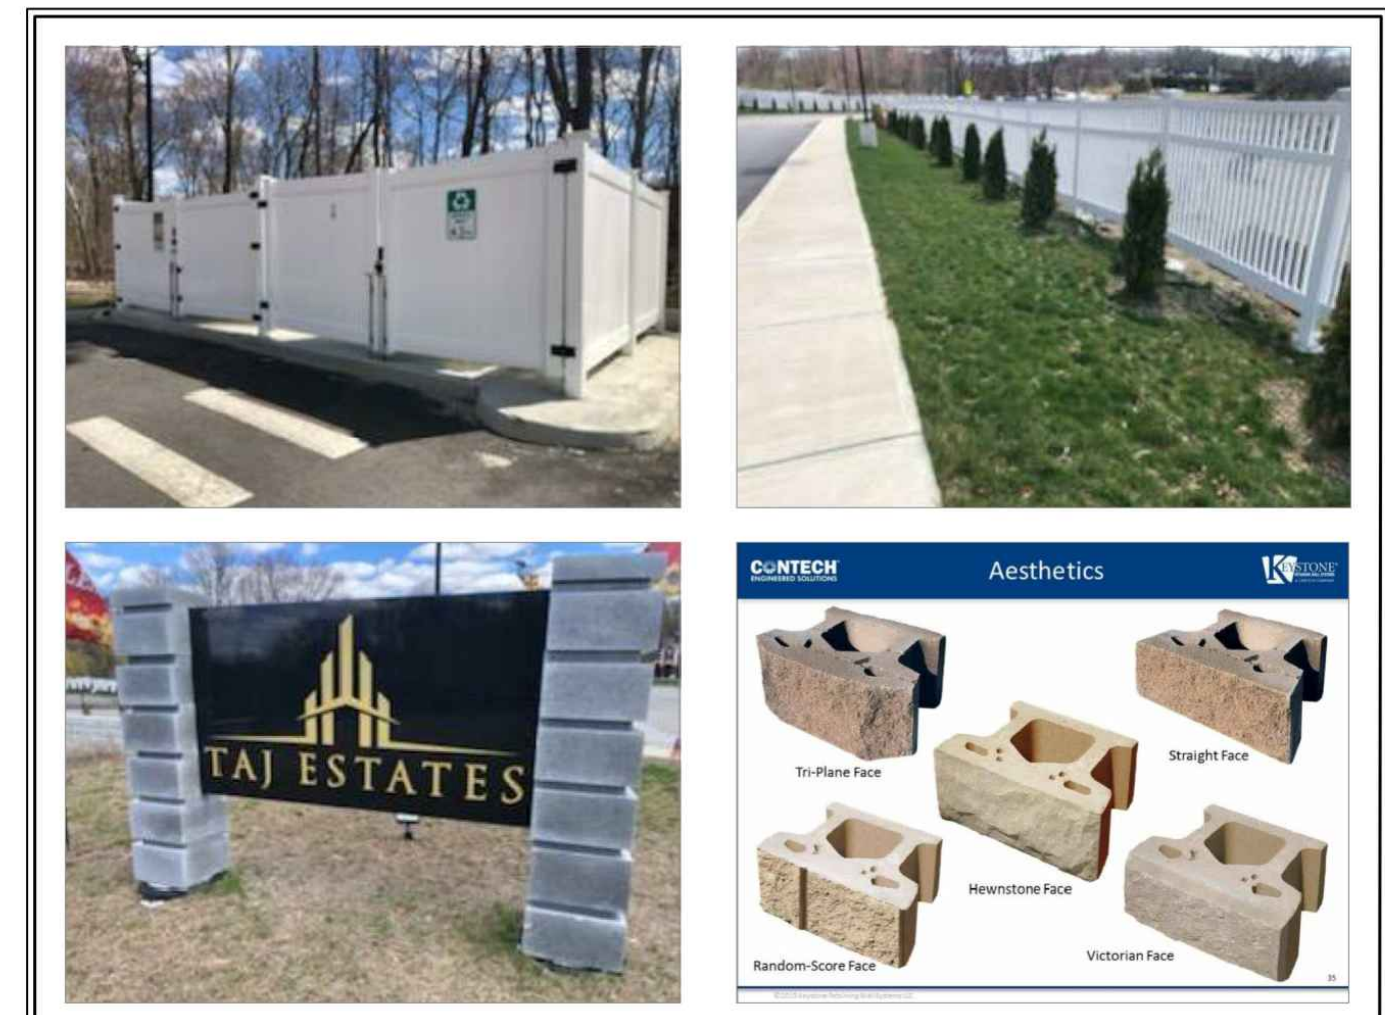 TAJ ESTATES
CONTECH
ENGINEERED SOLUTIONS
Aesthetics
KEYSTONE
Tri-Plane Face
Straight Face
Hewnstone Face
Random-Score Face
Victorian Face
35